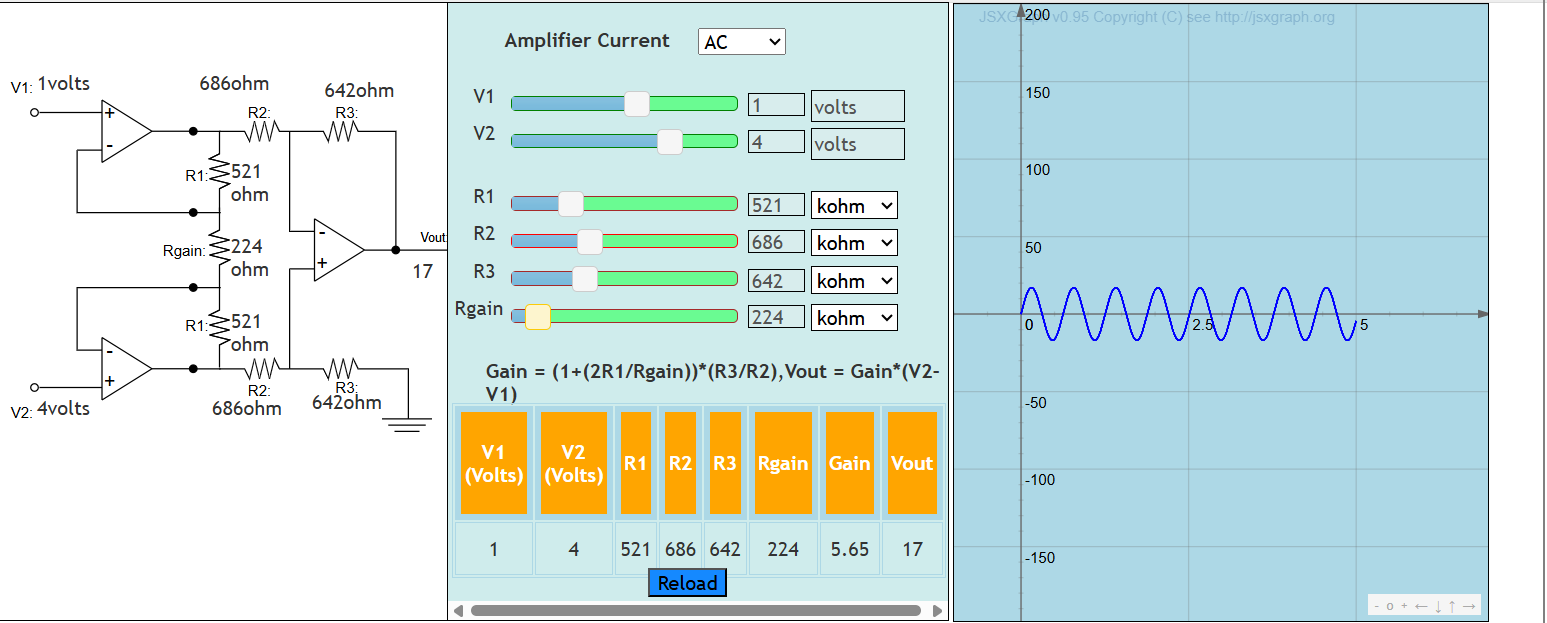 V1: 1volts
686ohm
642ohm
R2:
R3:
+
-
R1: 521
ohm
Rgain: 224
ohm
-
+
Vout
17
R1: 521
ohm
-
+
R2:
R3:
V2: 4volts
686ohm
642ohm
Amplifier Current AC
V1 1 volts
V2 4 volts
R1 521 kohm
R2 686 kohm
R3 642 kohm
Rgain 224 kohm
Gain = (1+(2R1/Rgain))*(R3/R2),Vout = Gain*(V2-
V1)
V1 (Volts) V2 (Volts) R1 R2 R3 Rgain Gain Vout
1 4 521 686 642 224 5.65 17
Reload
v0.95 Copyright (C) see http://jsxgraph.org
200
150
100
50
0 2.5 5
-50
-100
-150
- o + ← ↓ ↑ →